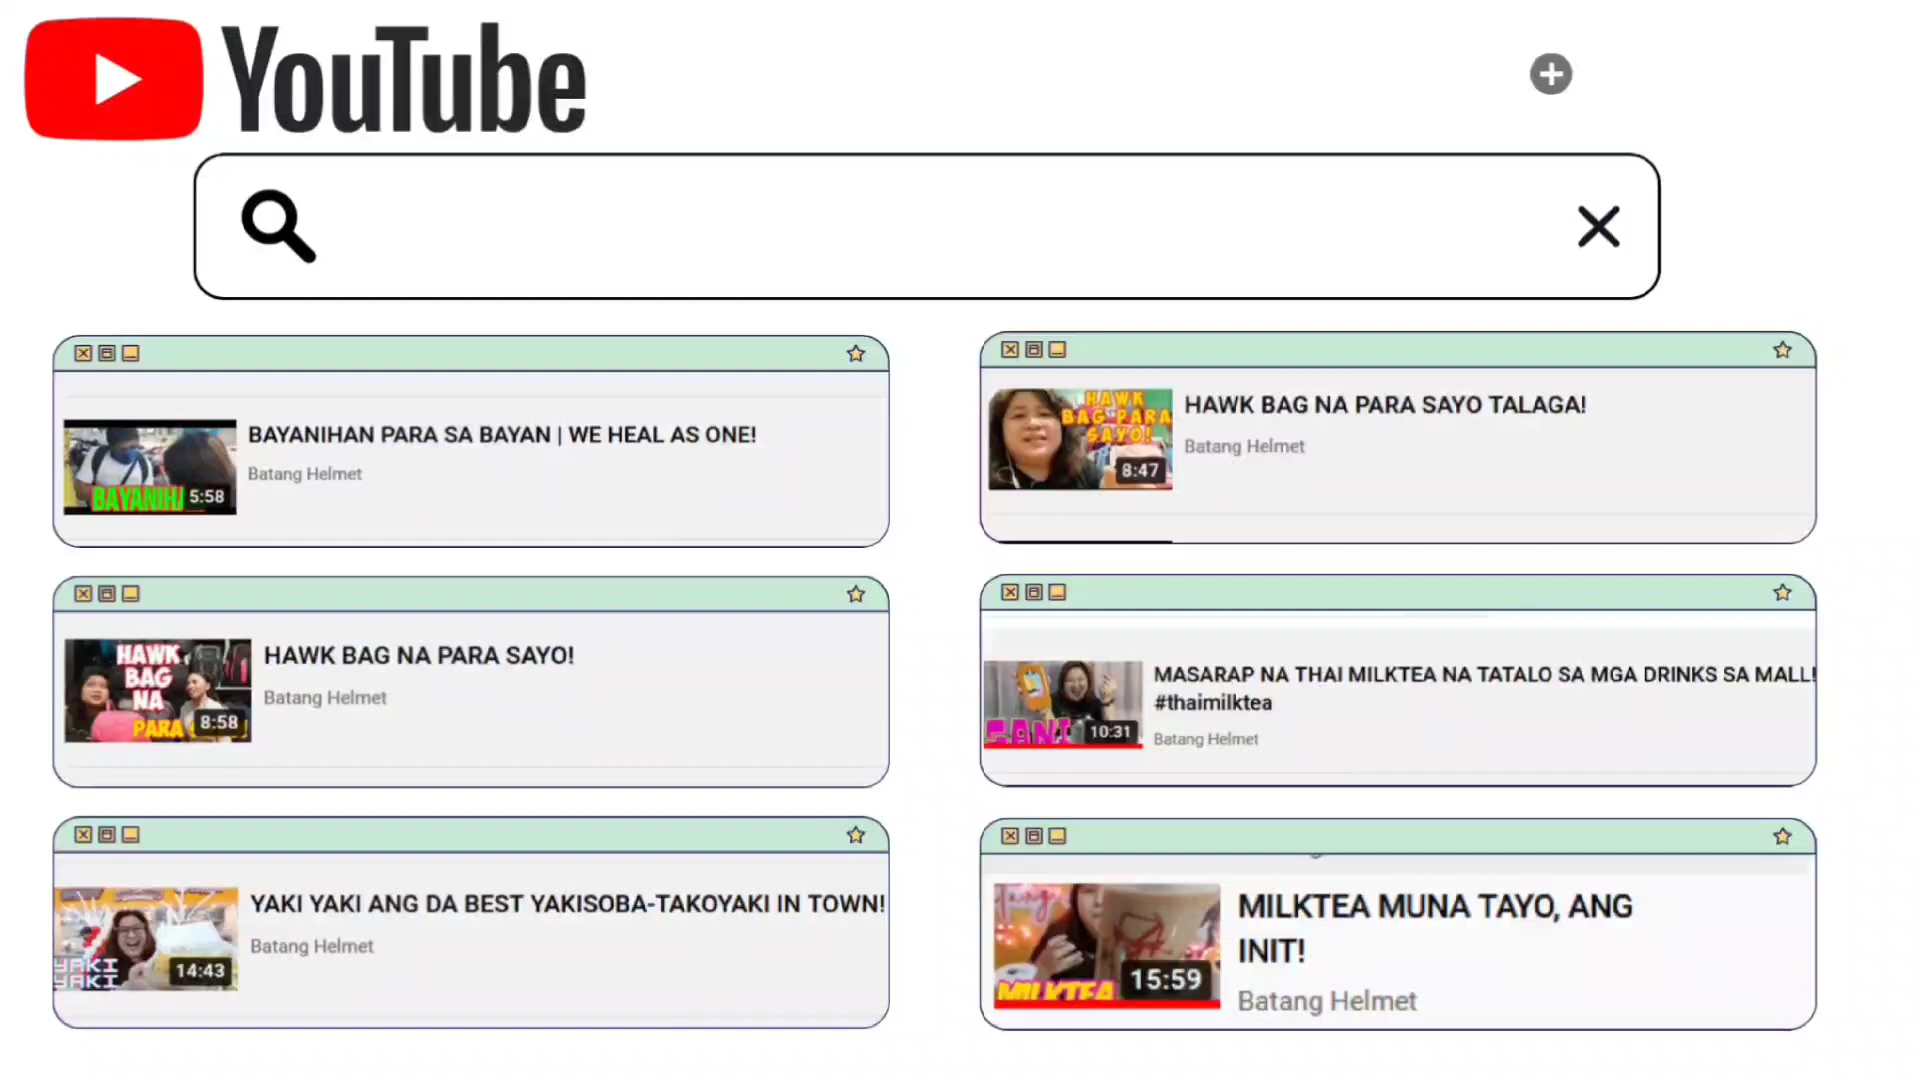 YouTube
BAYANIHAN PARA SA BAYAN | WE HEAL AS ONE!
Batang Helmet
BAYANIH
5:58
HAWK BAG NA PARA SAYO TALAGA!
Batang Helmet
HAWK
BAG PARA
SAYO!
8:47
HAWK BAG NA PARA SAYO!
Batang Helmet
HAWK
BAG
NA
PARA
8:58
MASARAP NA THAI MILKTEA NA TATALO SA MGA DRINKS SA MALL!
#thaimilktea
Batang Helmet
10:31
YAKI YAKI ANG DA BEST YAKISOBA-TAKOYAKI IN TOWN!
Batang Helmet
YAKI
YAKI
14:43
MILKTEA MUNA TAYO, ANG
INIT!
Batang Helmet
MILKTEA
15:59